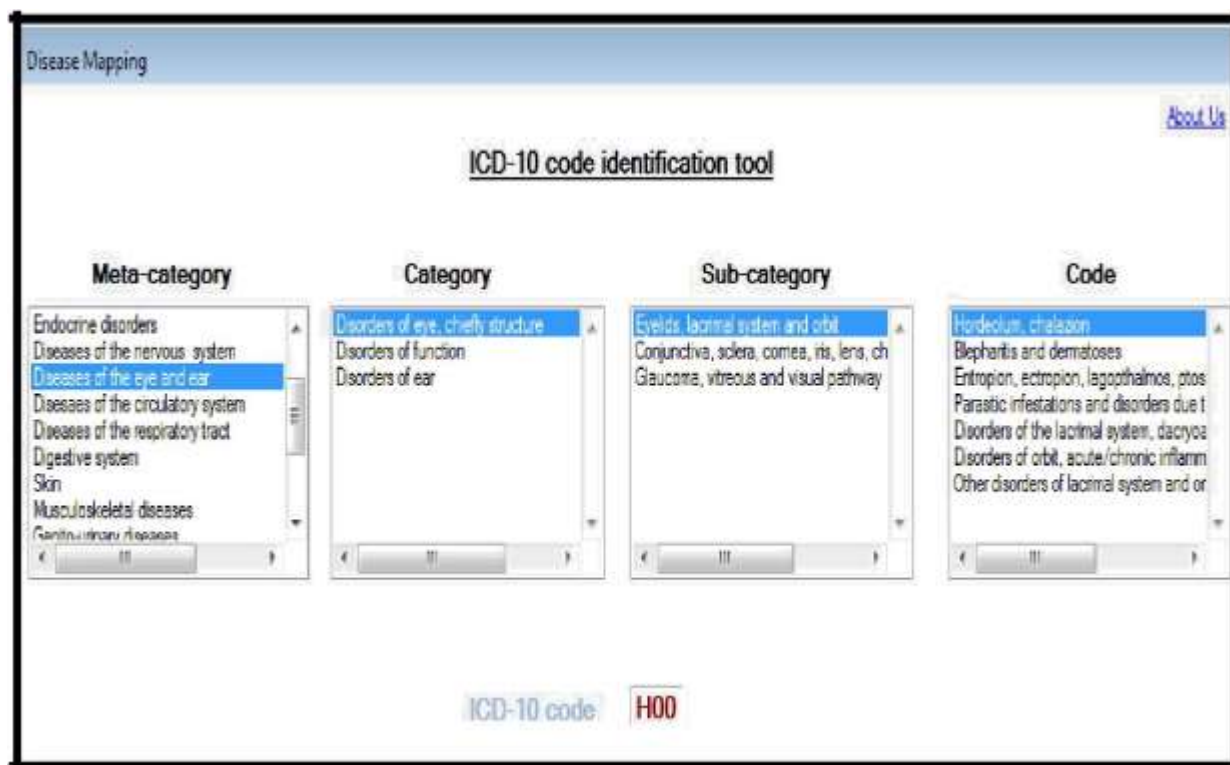 Disease Mapping
About Us
ICD-10 code identification tool
Meta-category
Endocrine disorders
Diseases of the nervous system
Diseases of the eye and ear
Disesaes of the circulatory system
Diseases of the respiratory tract
Digestive system
Skin
Musculoskeletal diseases
Genito-urinary diseases
Category
Disorders of eye, chiefly structure
Disorders of function
Disorders of ear
Sub-category
Eyelids, lacrimal system and orbit
Conjunctiva, sclera, cornea, iris, lens, ch
Glaucoma, vitreous and visual pathway
Code
Hordeolum, chalazion
Blepharitis and dermatoses
Entropion, ectropion, lagopthalmos, ptos
Parastic infestations and disorders due t
Disorders of the lacrimal system, dacryoa
Disorders of orbit, acute/chronic inflamm
Other disorders of lacrimal system and or
ICD-10 code H00